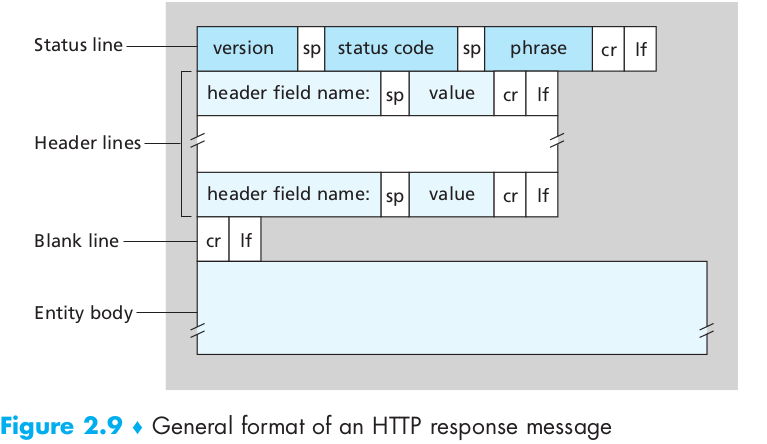 Status line version sp status code sp phrase cr lf
header field name: sp value cr lf
Header lines
header field name: sp value cr lf
Blank line cr lf
Entity body
Figure 2.9 ♦ General format of an HTTP response message